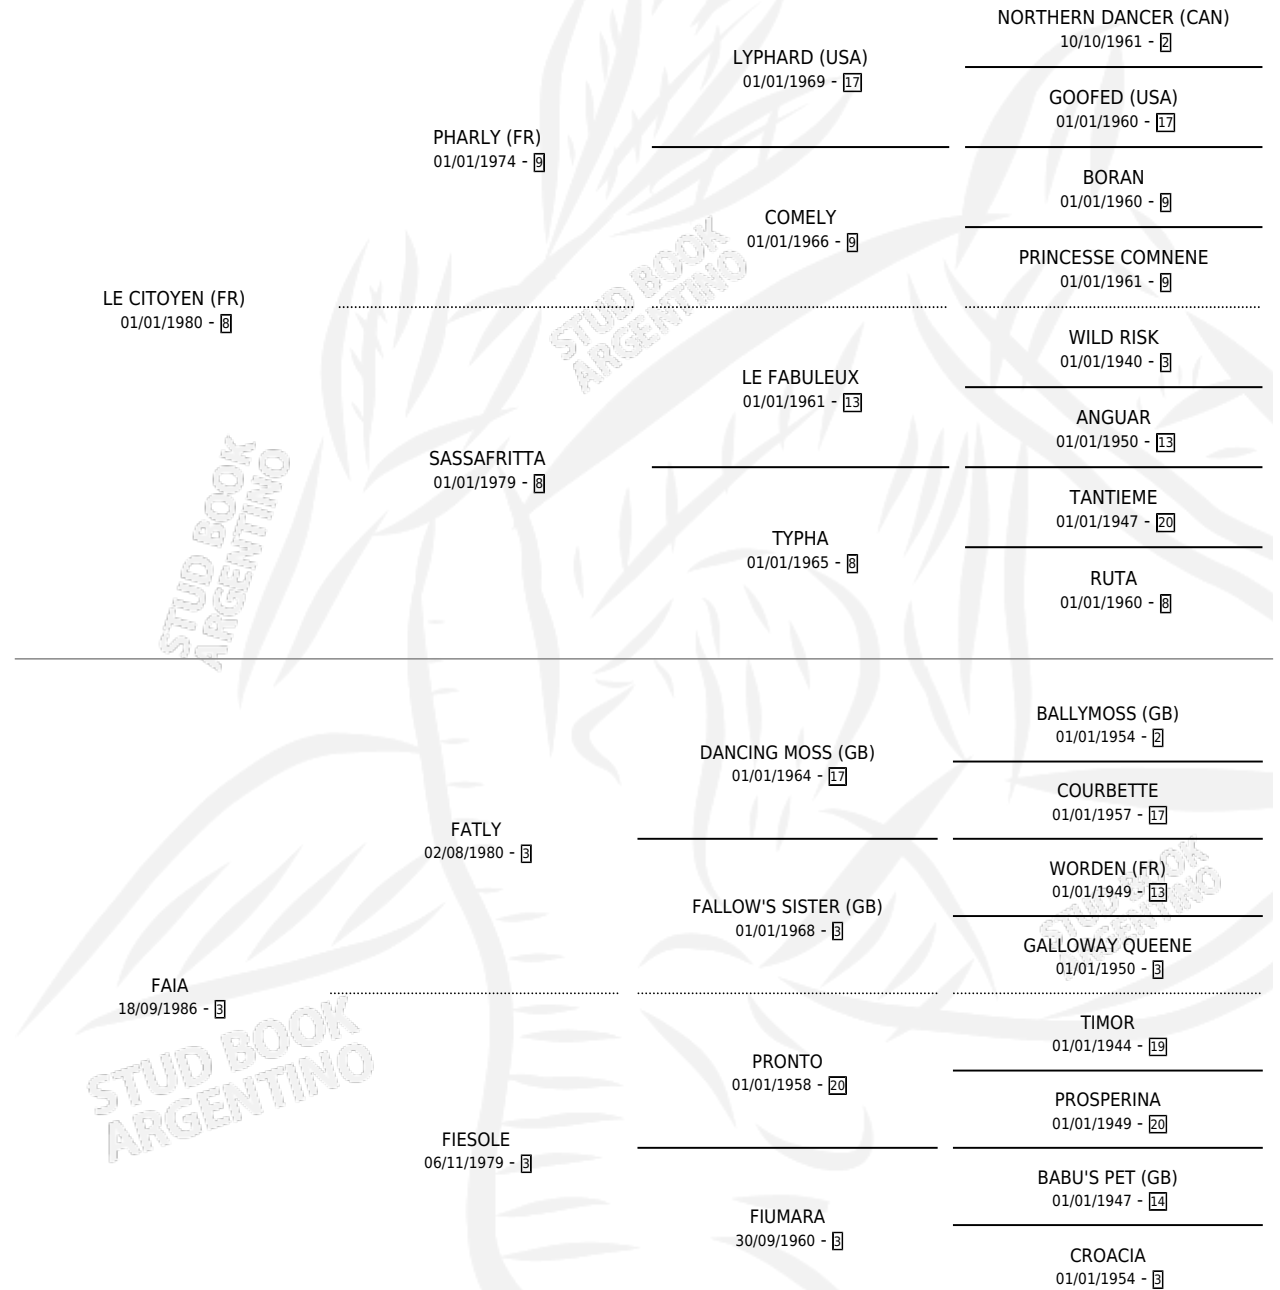 NORTHERN DANCER (CAN)
10/10/1961 - 2
LYPHARD (USA)
01/01/1969 - 17
GOOFED (USA)
01/01/1960 - 17
PHARLY (FR)
01/01/1974 - 9
BORAN
01/01/1960 - 9
COMELY
01/01/1966 - 9
PRINCESSE COMNENE
01/01/1961 - 9
LE CITOYEN (FR)
01/01/1980 - 8
WILD RISK
01/01/1940 - 3
LE FABULEUX
01/01/1961 - 13
ANGUAR
01/01/1950 - 13
SASSAFRITTA
01/01/1979 - 8
TANTIEME
01/01/1947 - 20
TYPHA
01/01/1965 - 8
RUTA
01/01/1960 - 8
BALLYMOSS (GB)
01/01/1954 - 2
DANCING MOSS (GB)
01/01/1964 - 17
COURBETTE
01/01/1957 - 17
FATLY
02/08/1980 - 3
WORDEN (FR)
01/01/1949 - 13
FALLOW'S SISTER (GB)
01/01/1968 - 3
GALLOWAY QUEENE
01/01/1950 - 3
FAIA
18/09/1986 - 3
TIMOR
01/01/1944 - 19
PRONTO
01/01/1958 - 20
PROSPERINA
01/01/1949 - 20
FIESOLE
06/11/1979 - 3
BABU'S PET (GB)
01/01/1947 - 14
FIUMARA
30/09/1960 - 3
CROACIA
01/01/1954 - 3
STUD BOOK
ARGENTINO
STUD BOOK
ARGENTINO
STUD BOOK
ARGENTINO
STUD BOOK
ARGENTINO